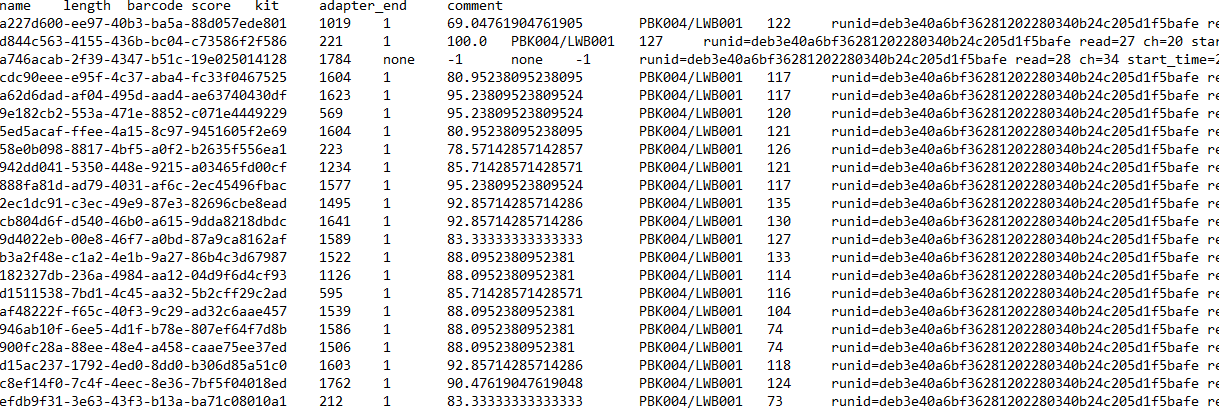 name length barcode score kit adapter_end comment
a227d600-ee97-40b3-ba5a-88d057ede801 1019 1 69.04761904761905 PBK004/LWB001 122 runid=deb3e40a6bf36281202280340b24c205d1f5bafe re
d844c563-4155-436b-bc04-c73586f2f586 221 1 100.0 PBK004/LWB001 127 runid=deb3e40a6bf36281202280340b24c205d1f5bafe read=27 ch=20 star
a746acab-2f39-4347-b51c-19e025014128 1784 none -1 none -1 runid=deb3e40a6bf36281202280340b24c205d1f5bafe read=28 ch=34 start_time=2
cdc90eee-e95f-4c37-aba4-fc33f0467525 1604 1 80.95238095238095 PBK004/LWB001 117 runid=deb3e40a6bf36281202280340b24c205d1f5bafe re
a62d6dad-af04-495d-aad4-ae63740430df 1623 1 95.23809523809524 PBK004/LWB001 117 runid=deb3e40a6bf36281202280340b24c205d1f5bafe re
9e182cb2-553a-471e-8852-c071e4449229 569 1 95.23809523809524 PBK004/LWB001 120 runid=deb3e40a6bf36281202280340b24c205d1f5bafe re
5ed5acaf-ffee-4a15-8c97-9451605f2e69 1604 1 80.95238095238095 PBK004/LWB001 121 runid=deb3e40a6bf36281202280340b24c205d1f5bafe re
58e0b098-8817-4bf5-a0f2-b2635f556ea1 223 1 78.57142857142857 PBK004/LWB001 126 runid=deb3e40a6bf36281202280340b24c205d1f5bafe re
942dd041-5350-448e-9215-a03465fd00cf 1234 1 85.71428571428571 PBK004/LWB001 121 runid=deb3e40a6bf36281202280340b24c205d1f5bafe re
888fa81d-ad79-4031-af6c-2ec45496fbac 1577 1 95.23809523809524 PBK004/LWB001 117 runid=deb3e40a6bf36281202280340b24c205d1f5bafe re
2ec1dc91-c3ec-49e9-87e3-82696cbe8ead 1495 1 92.85714285714286 PBK004/LWB001 135 runid=deb3e40a6bf36281202280340b24c205d1f5bafe re
cb804d6f-d540-46b0-a615-9dda8218dbdc 1641 1 92.85714285714286 PBK004/LWB001 130 runid=deb3e40a6bf36281202280340b24c205d1f5bafe re
9d4022eb-00e8-46f7-a0bd-87a9ca8162af 1589 1 83.33333333333333 PBK004/LWB001 127 runid=deb3e40a6bf36281202280340b24c205d1f5bafe re
b3a2f48e-c1a2-4e1b-9a27-86b4c3d67987 1522 1 88.0952380952381 PBK004/LWB001 133 runid=deb3e40a6bf36281202280340b24c205d1f5bafe re
182327db-236a-4984-aa12-04d9f6d4cf93 1126 1 88.0952380952381 PBK004/LWB001 114 runid=deb3e40a6bf36281202280340b24c205d1f5bafe re
d1511538-7bd1-4c45-aa32-5b2cff29c2ad 595 1 85.71428571428571 PBK004/LWB001 116 runid=deb3e40a6bf36281202280340b24c205d1f5bafe re
af48222f-f65c-40f3-9c29-ad32c6aae457 1539 1 88.0952380952381 PBK004/LWB001 104 runid=deb3e40a6bf36281202280340b24c205d1f5bafe re
946ab10f-6ee5-4d1f-b78e-807ef64f7d8b 1586 1 88.0952380952381 PBK004/LWB001 74 runid=deb3e40a6bf36281202280340b24c205d1f5bafe re
900fc28a-88ee-48e4-a458-caae75ee37ed 1506 1 88.0952380952381 PBK004/LWB001 74 runid=deb3e40a6bf36281202280340b24c205d1f5bafe re
d15ac237-1792-4ed0-8dd0-b306d85a51c0 1603 1 92.85714285714286 PBK004/LWB001 118 runid=deb3e40a6bf36281202280340b24c205d1f5bafe re
c8ef14f0-7c4f-4eec-8e36-7bf5f04018ed 1762 1 90.47619047619048 PBK004/LWB001 124 runid=deb3e40a6bf36281202280340b24c205d1f5bafe re
efdb9f31-3e63-43f3-b13a-ba71c08010a1 212 1 83.33333333333333 PBK004/LWB001 73 runid=deb3e40a6bf36281202280340b24c205d1f5bafe re